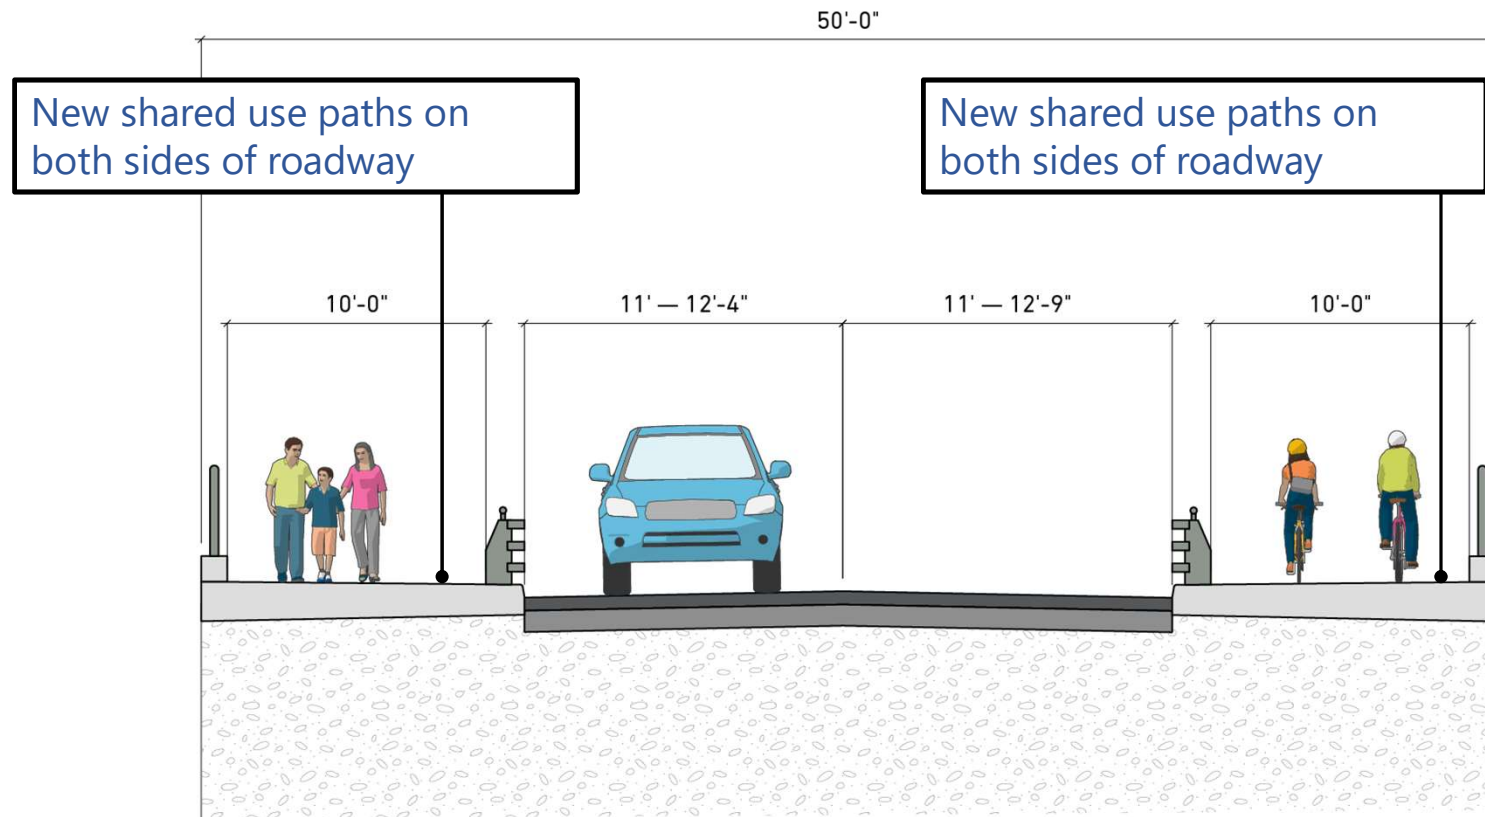 50'-0"
New shared use paths on
both sides of roadway
New shared use paths on
both sides of roadway
10'-0"
11' — 12'-4"
11' — 12'-9"
10'-0"